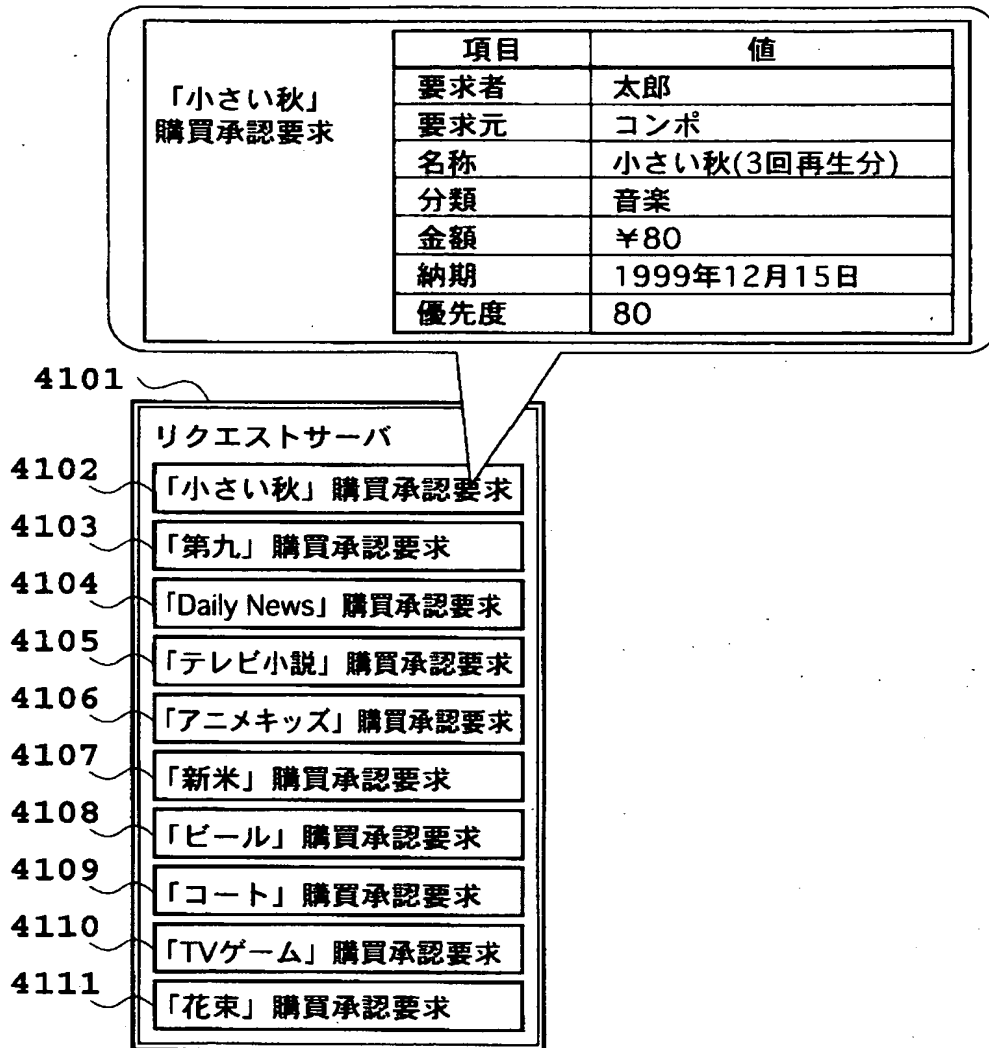 「小さい秋」
購買承認要求
項目 値
要求者 太郎
要求元 コンポ
名称 小さい秋(3回再生分)
分類 音楽
金額 ¥80
納期 1999年12月15日
優先度 80
4101
リクエストサーバ
4102 「小さい秋」購買承認要求
4103 「第九」購買承認要求
4104 「Daily News」購買承認要求
4105 「テレビ小説」購買承認要求
4106 「アニメキッズ」購買承認要求
4107 「新米」購買承認要求
4108 「ビール」購買承認要求
4109 「コート」購買承認要求
4110 「TVゲーム」購買承認要求
4111 「花束」購買承認要求